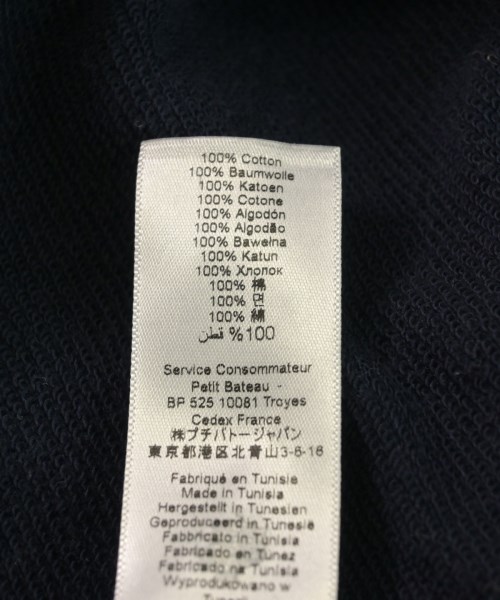 100% Cotton
100% Baumwolle
100% Katoen
100% Cotone
100% Algodón
100% Algodão
100% Bawełna
100% Katun
100% Хлопок
100% 棉
100% 면
100% 綿
100% قطن
Service Consommateur
Petit Bateau -
BP 525 10081 Troyes
Cedex France
㈱プチバトージャパン
東京都港区北青山3-6-16
Fabriqué en Tunisie
Made in Tunisia
Hergestellt in Tunesien
Geproduceerd in Tunesië
Fabbricato in Tunisia
Fabricado en Tunez
Fabricado na Tunisia
Wyprodukowano w